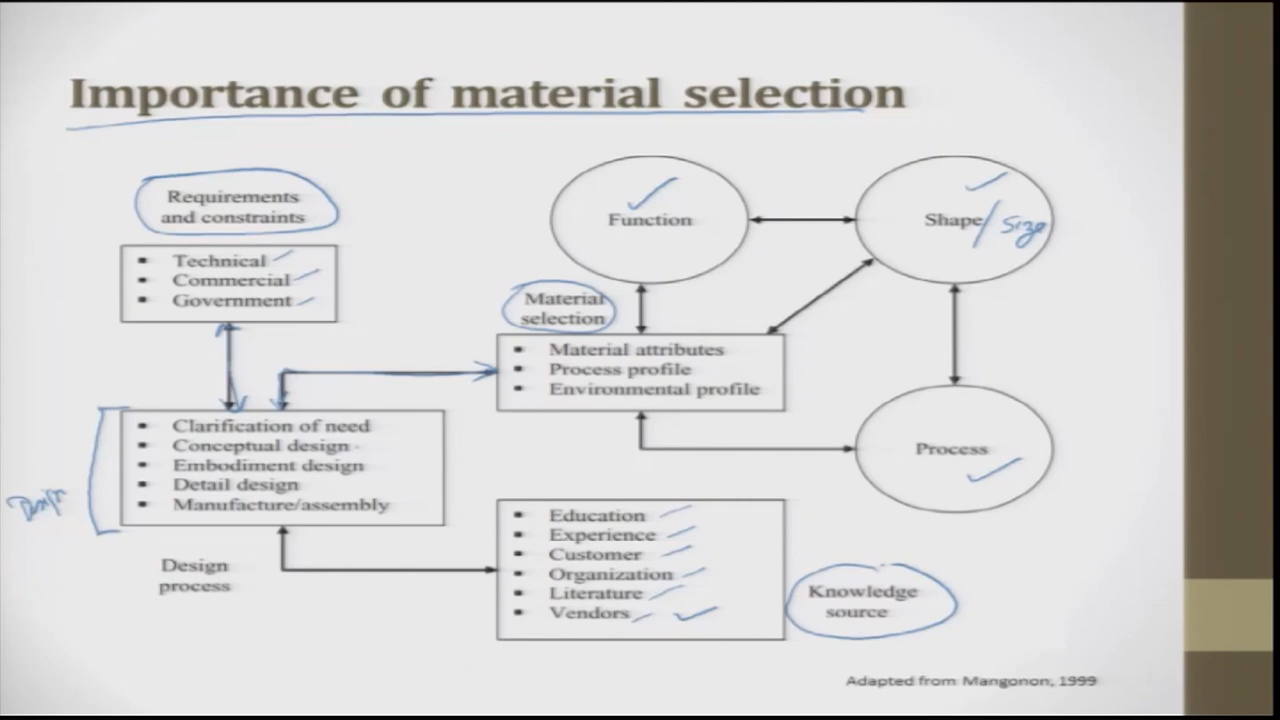 Importance of material selection
Requirements
and constraints
Technical
Commercial
Government
Clarification of need
Conceptual design
Embodiment design
Detail design
Manufacture/assembly
Design
Design
process
Function
Shape/Size
Material
selection
Material attributes
Process profile
Environmental profile
Process
Education
Experience
Customer
Organization
Literature
Vendors
Knowledge
source
Adapted from Mangonon, 1999